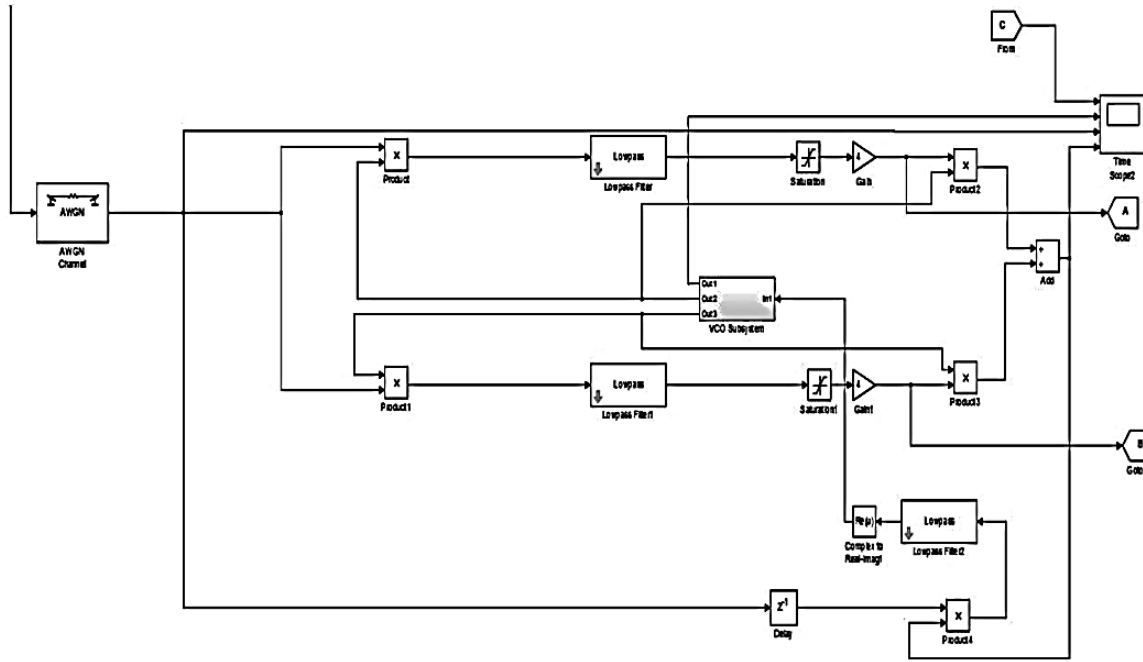 C
From
Time
Scope2
AWGN
AWGN
Channel
X
Product
Lowpass
Lowpass Filter
Saturation
4
Gain
X
Product2
A
Goto
+
+
Add
Out1
Out2
Out3
In1
VCO Subsystem
X
Product1
Lowpass
Lowpass Filter1
Saturation1
4
Gain1
X
Product3
B
Goto
Re(u)
Complex to
Real-Imag1
Lowpass
Lowpass Filter2
Z-1
Delay
X
Product4